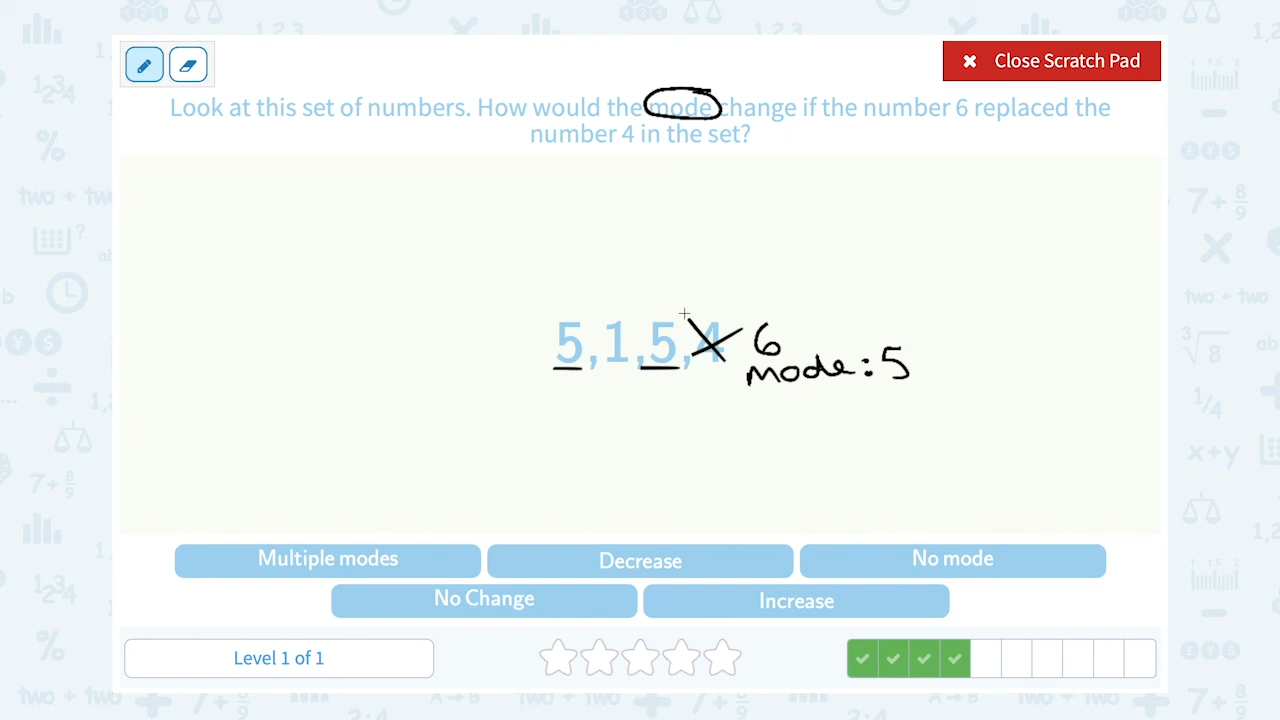 Close Scratch Pad
Look at this set of numbers. How would the mode change if the number 6 replaced the
number 4 in the set?
5,1,5,4 6
mode: 5
Multiple modes
Decrease
No mode
No Change
Increase
Level 1 of 1